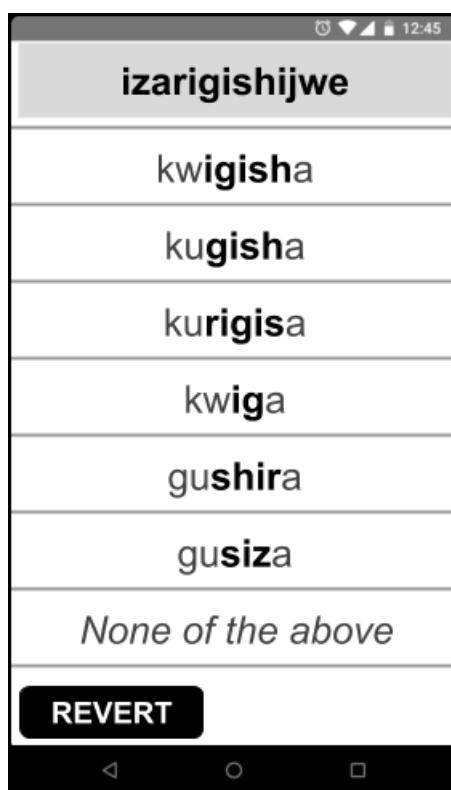 12:45
izarigishijwe
kwigisha
kugisha
kurigisa
kwiga
gushira
gusiza
None of the above
REVERT